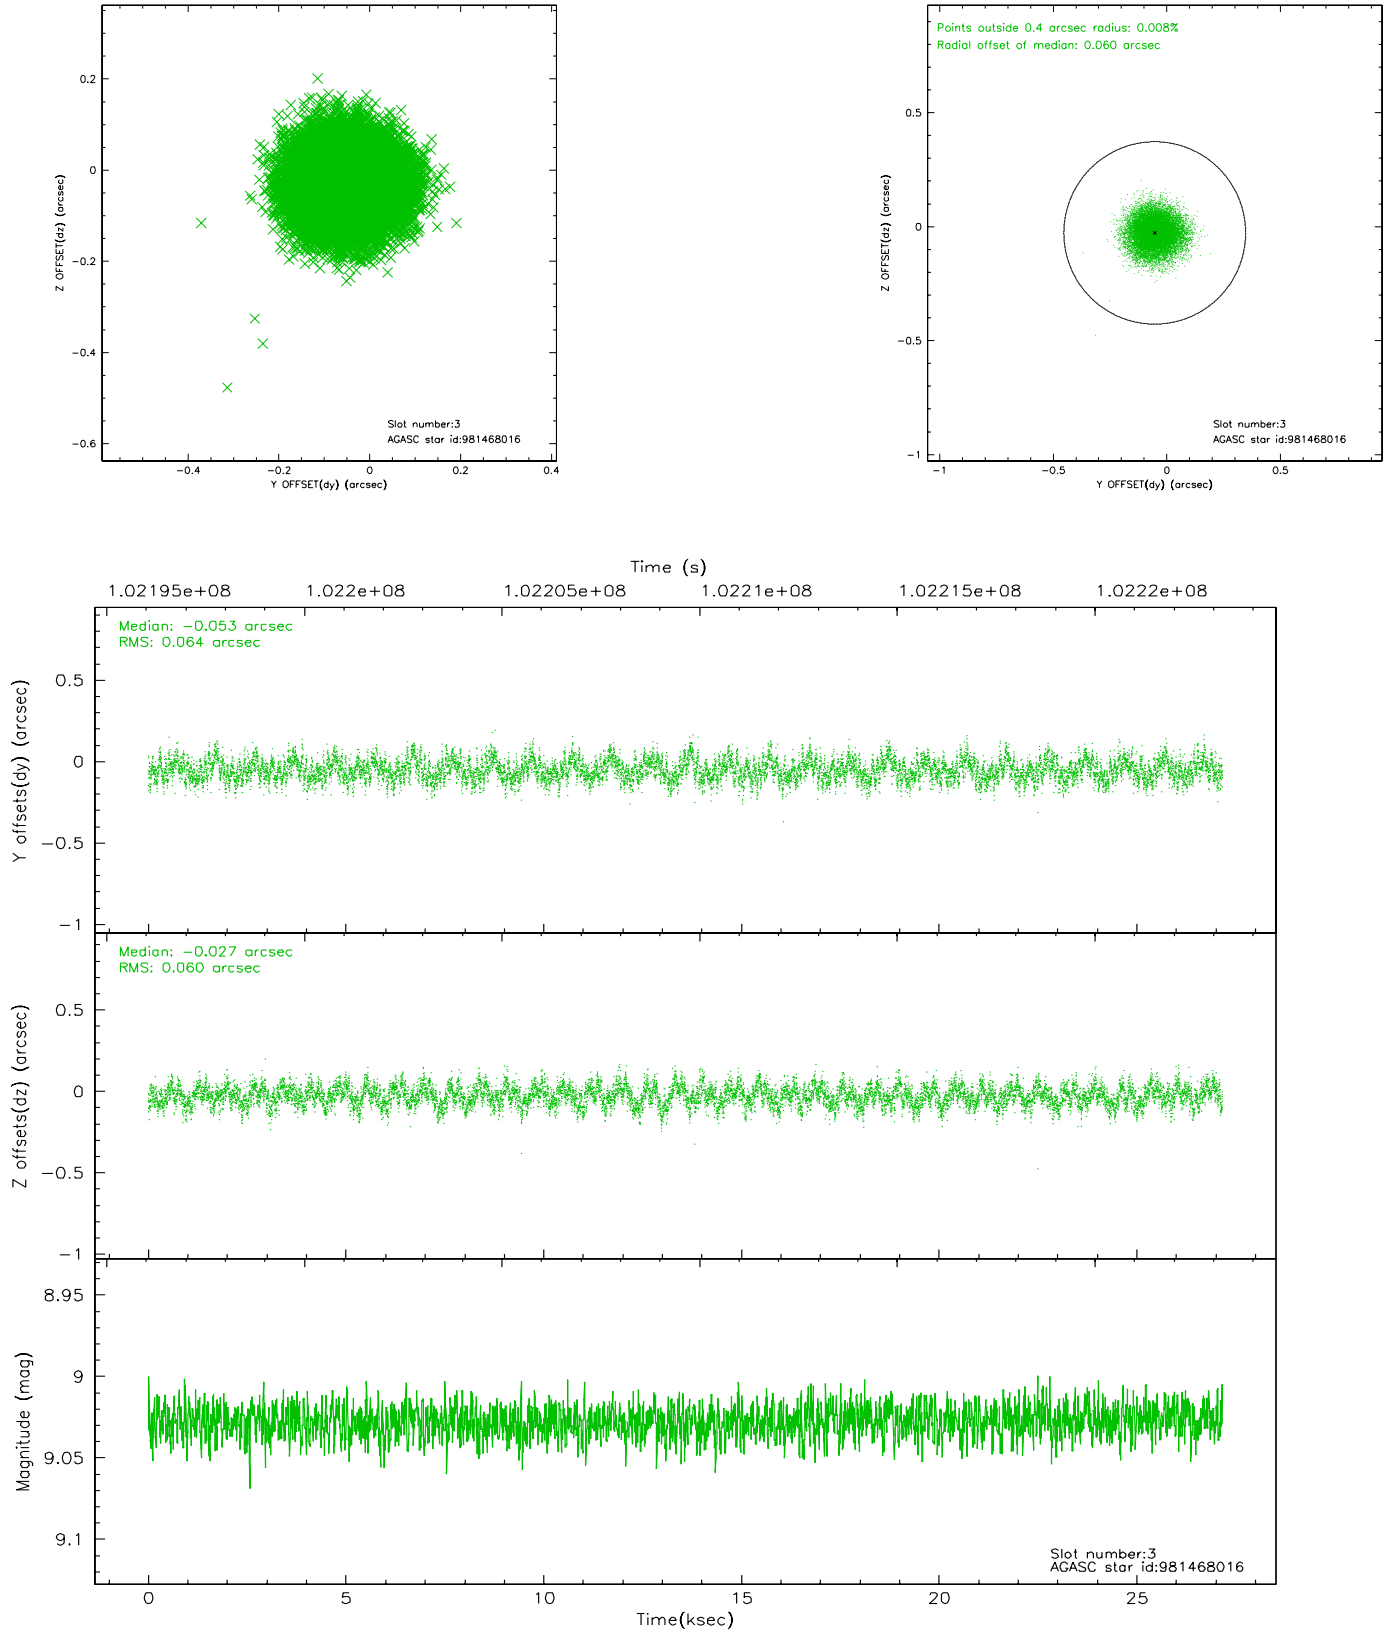 0.2
0
−0.2
−0.4
−0.6
Z OFFSET(dz) (arcsec)
Slot number:3
AGASC star id:981468016
−0.4 −0.2 0 0.2 0.4
Y OFFSET(dy) (arcsec)
Points outside 0.4 arcsec radius: 0.008%
Radial offset of median: 0.060 arcsec
0.5
0
−0.5
−1
Z OFFSET(dz) (arcsec)
Slot number:3
AGASC star id:981468016
−1 −0.5 0 0.5
Y OFFSET(dy) (arcsec)
Time (s)
1.02195e+08 1.022e+08 1.02205e+08 1.0221e+08 1.02215e+08 1.0222e+08
Median: −0.053 arcsec
RMS: 0.064 arcsec
0.5
0
−0.5
−1
Y offsets(dy) (arcsec)
Median: −0.027 arcsec
RMS: 0.060 arcsec
0.5
0
−0.5
−1
Z offsets(dz) (arcsec)
8.95
9
9.05
9.1
Magnitude (mag)
Slot number:3
AGASC star id:981468016
0 5 10 15 20 25
Time(ksec)